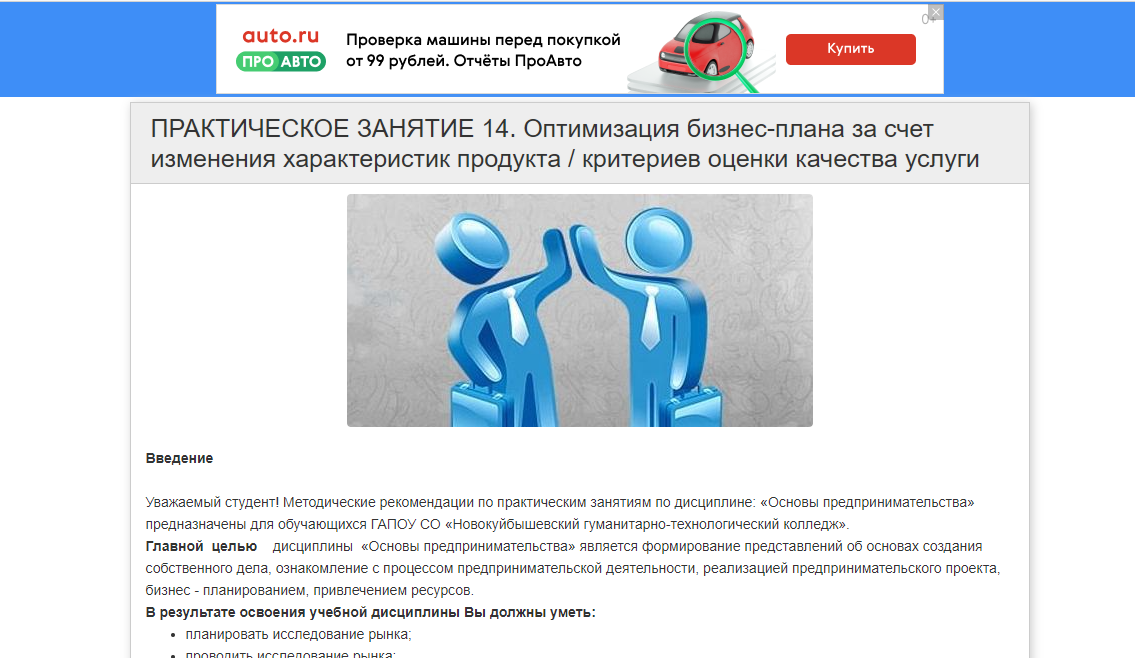 auto.ru
ПРО АВТО
Проверка машины перед покупкой
от 99 рублей. Отчёты ПроАвто
Купить
0+
ПРАКТИЧЕСКОЕ ЗАНЯТИЕ 14. Оптимизация бизнес-плана за счет
изменения характеристик продукта / критериев оценки качества услуги
Введение
Уважаемый студент! Методические рекомендации по практическим занятиям по дисциплине: «Основы предпринимательства»
предназначены для обучающихся ГАПОУ СО «Новокуйбышевский гуманитарно-технологический колледж».
Главной целью дисциплины «Основы предпринимательства» является формирование представлений об основах создания
собственного дела, ознакомление с процессом предпринимательской деятельности, реализацией предпринимательского проекта,
бизнес - планированием, привлечением ресурсов.
В результате освоения учебной дисциплины Вы должны уметь:
• планировать исследование рынка;
• проводить исследование рынка;